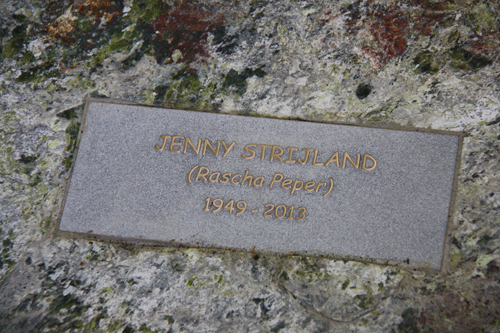 JENNY STRIJLAND
(Rascha Peper)
1949 - 2013